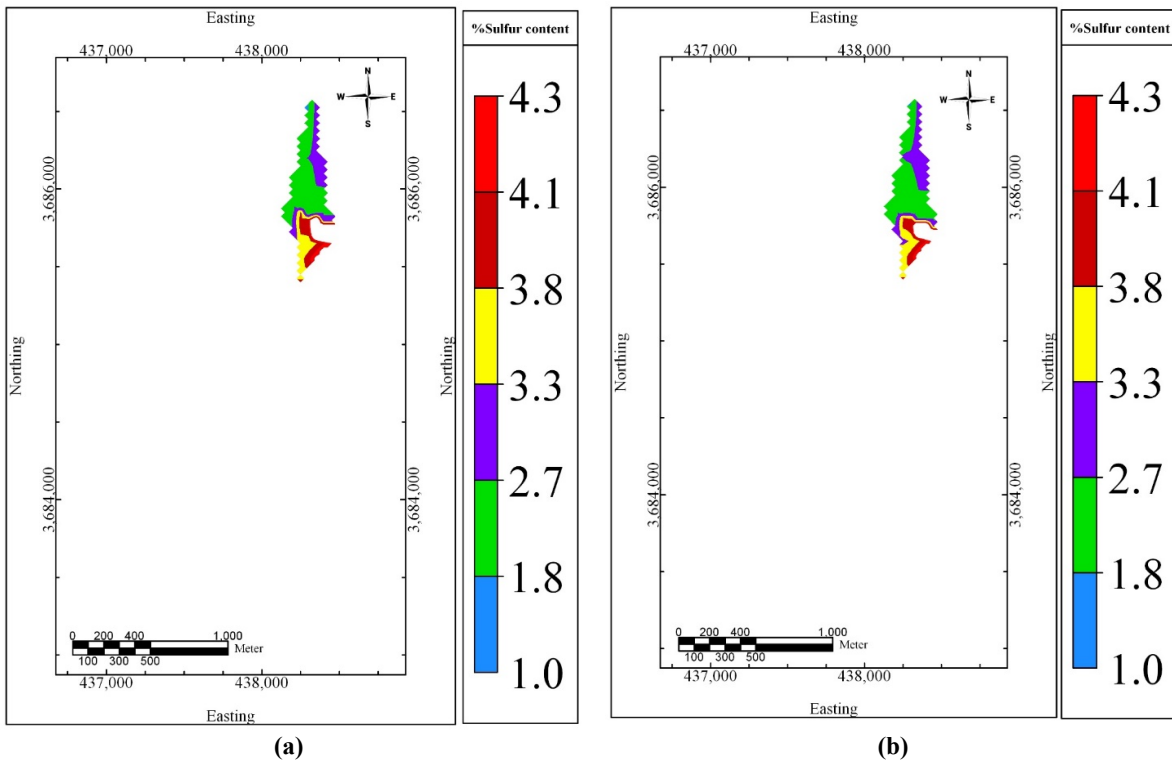 Easting
%Sulfur content
437,000 438,000
N
W E
S
4.3
4.1
3.8
3.3
2.7
1.8
1.0
3,686,000 3,686,000
Northing Northing
3,684,000 3,684,000
0 200 400 1,000
Meter
100 300 500
437,000 438,000
Easting
(a)
Easting
%Sulfur content
437,000 438,000
N
W E
S
4.3
4.1
3.8
3.3
2.7
1.8
1.0
3,686,000 3,686,000
Northing Northing
3,684,000 3,684,000
0 200 400 1,000
Meter
100 300 500
437,000 438,000
Easting
(b)